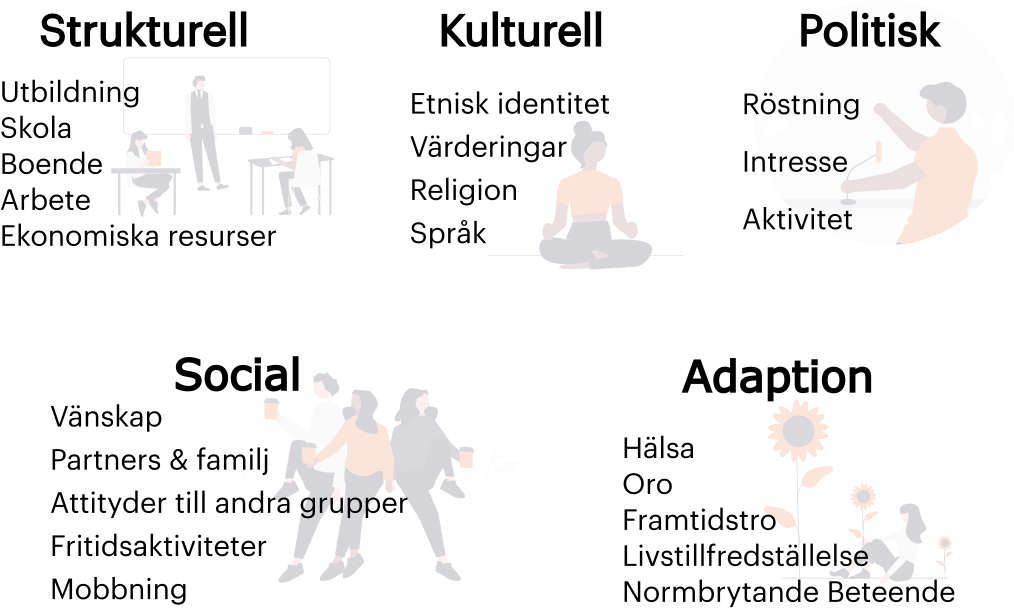 Strukturell
Utbildning
Skola
Boende
Arbete
Ekonomiska resurser
Kulturell
Etnisk identitet
Värderingar
Religion
Språk
Politisk
Röstning
Intresse
Aktivitet
Social
Vänskap
Partners & familj
Attityder till andra grupper
Fritidsaktiviteter
Mobbning
Adaption
Hälsa
Oro
Framtidstro
Livstillfredställelse
Normbrytande Beteende